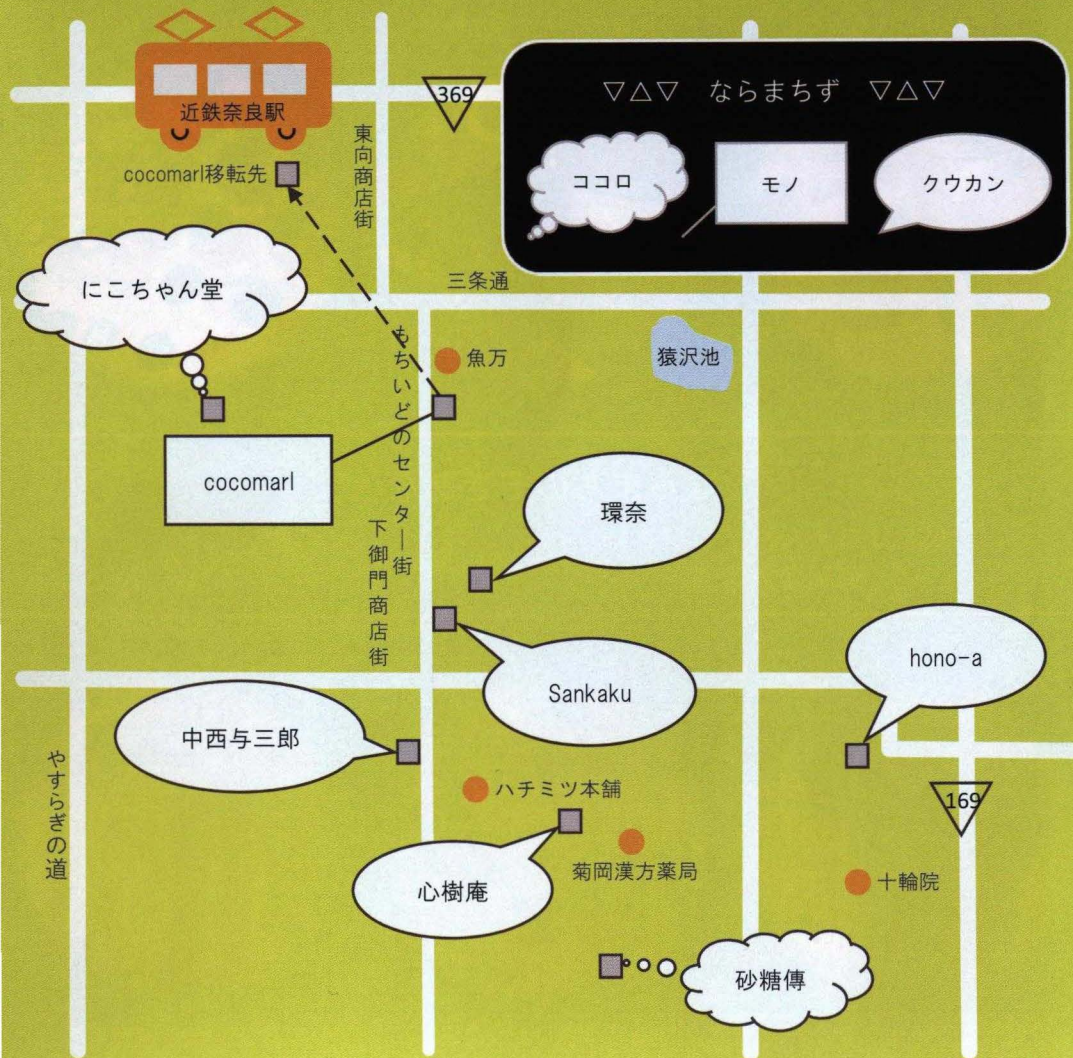 近鉄奈良駅
369
▽△▽ ならまちず ▽△▽
ココロ
モノ
クウカン
東向商店街
cocomarl移転先
三条通
にこちゃん堂
もちいどのセンター街
魚万
猿沢池
cocomarl
環奈
下御門商店街
Sankaku
hono-a
中西与三郎
やすらぎの道
ハチミツ本舗
169
心樹庵
菊岡漢方薬局
十輪院
砂糖傳